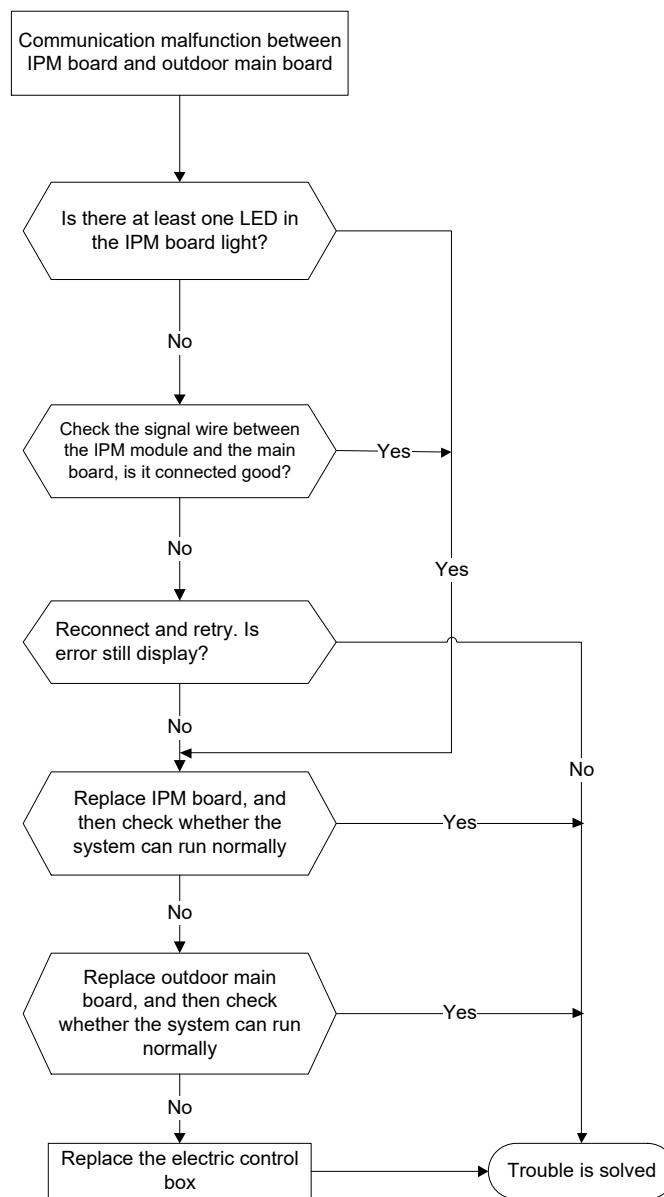 Communication malfunction between
IPM board and outdoor main board
Is there at least one LED in
the IPM board light?
No
Check the signal wire between
the IPM module and the main
board, is it connected good?
Yes
No
Yes
Reconnect and retry. Is
error still display?
No
No
Replace IPM board, and
then check whether the
system can run normally
Yes
No
Replace outdoor main
board, and then check
whether the system can run
normally
Yes
No
Replace the electric control
box
Trouble is solved